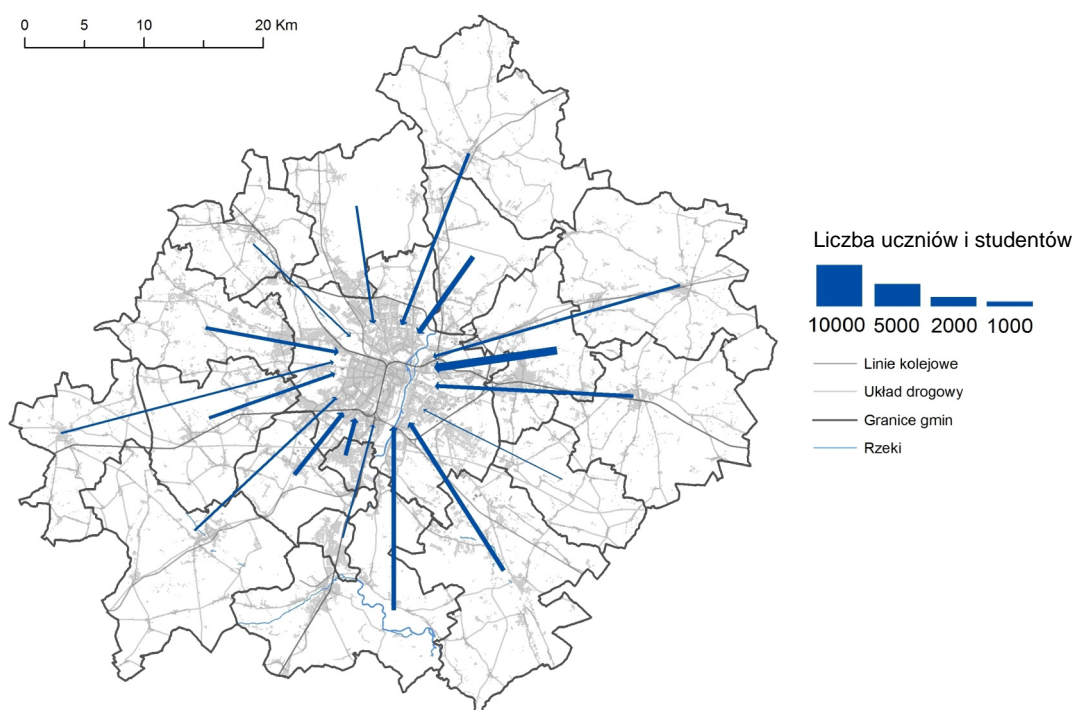 0 5 10 20 Km
Liczba uczniów i studentów
10000 5000 2000 1000
Linie kolejowe
Układ drogowy
Granice gmin
Rzeki